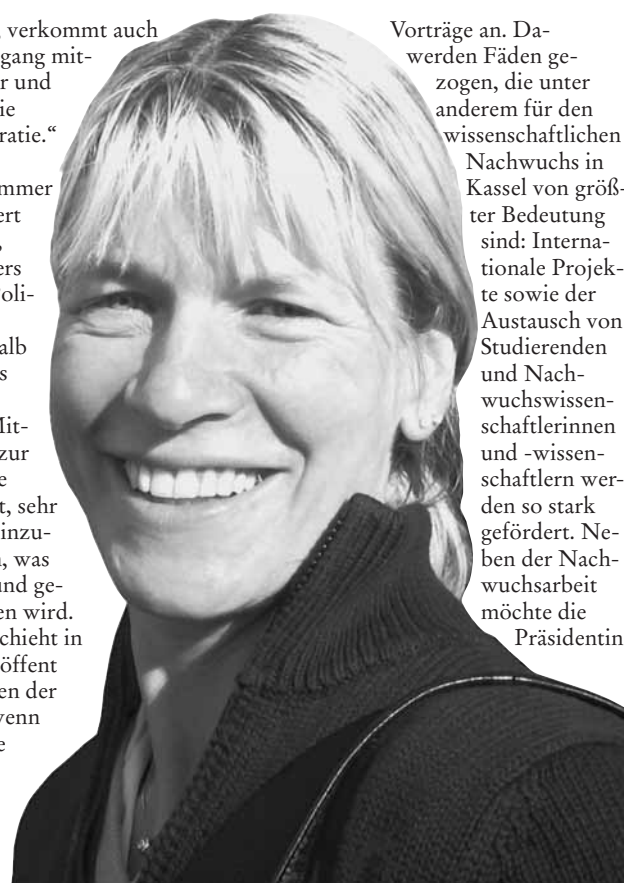 , verkommt auch
gang mit-
r und
ie
ratie.“
mmer
ert
,
ers
Poli-
alb
s
Mit-
zur
e
t, sehr
inzu-
, was
und ge-
en wird.
chieht in
öffent
en der
wenn
e
Vorträge an. Da-
werden Fäden ge-
zogen, die unter
anderem für den
wissenschaftlichen
Nachwuchs in
Kassel von größ-
ter Bedeutung
sind: Interna-
tionale Projek-
te sowie der
Austausch von
Studierenden
und Nach-
wuchswissen-
schaftlerinnen
und -wissen-
schaftlern wer-
den so stark
gefördert. Ne-
ben der Nach-
wuchsarbeit
möchte die
Präsidentin